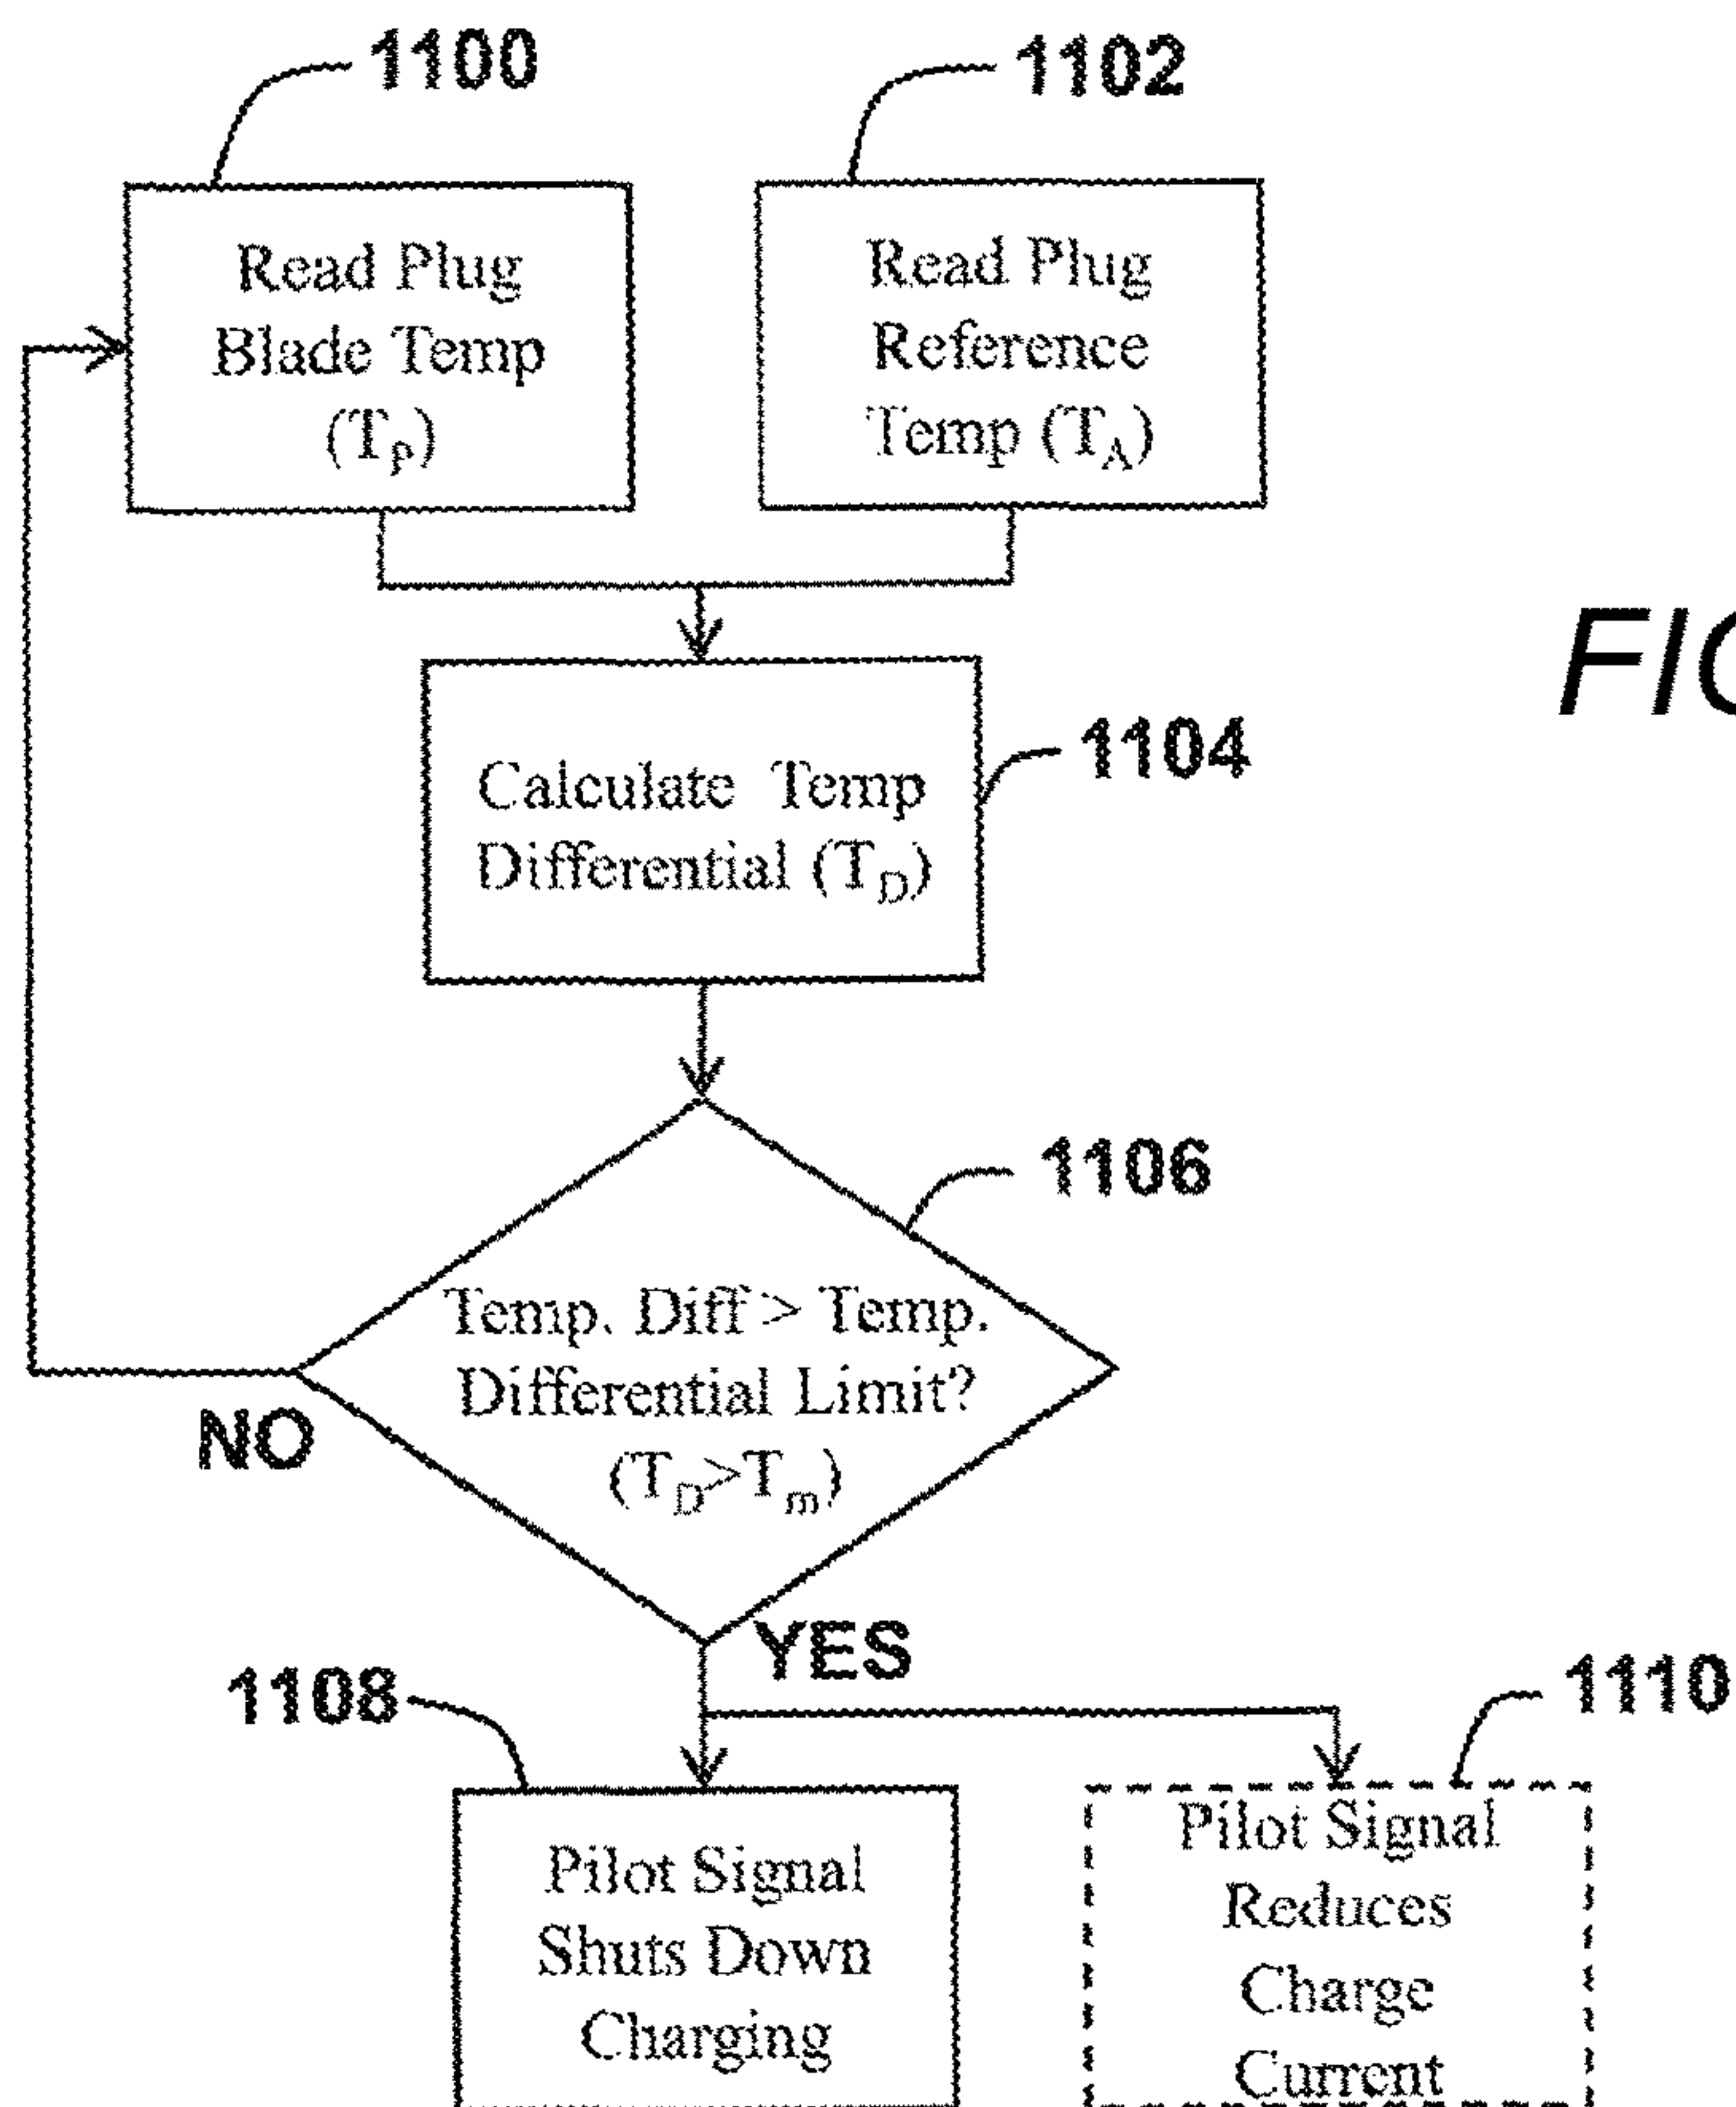 1100
1102
Read Plug
Blade Temp
(T_P)
Read Plug
Reference
Temp (T_A)
FIG
Calculate Temp
Differential (T_D)
1104
1106
Temp. Diff > Temp.
Differential Limit?
(T_D>T_m)
NO
YES
1108
1110
Pilot Signal
Shuts Down
Charging
Pilot Signal
Reduces
Charge
Current